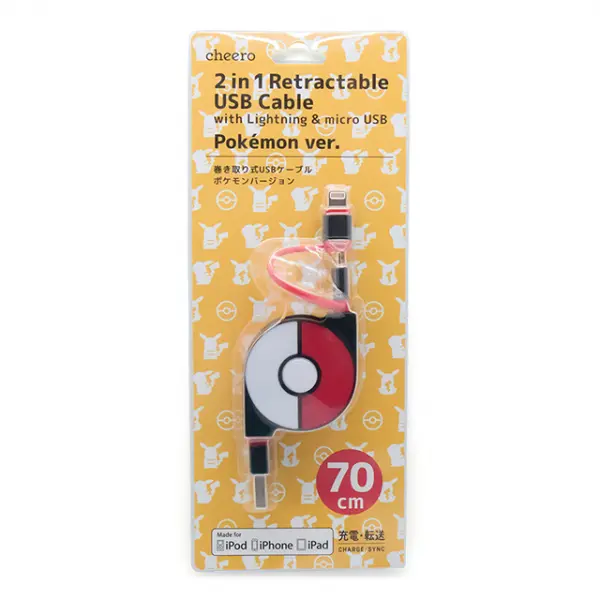 cheero
2 in 1 Retractable
USB Cable
with Lightning & micro USB
Pokémon ver.
巻き取り式USBケーブル
ポケモンバージョン
70
cm
Made for
iPod iPhone iPad
充電・転送
CHARGE/SYNC